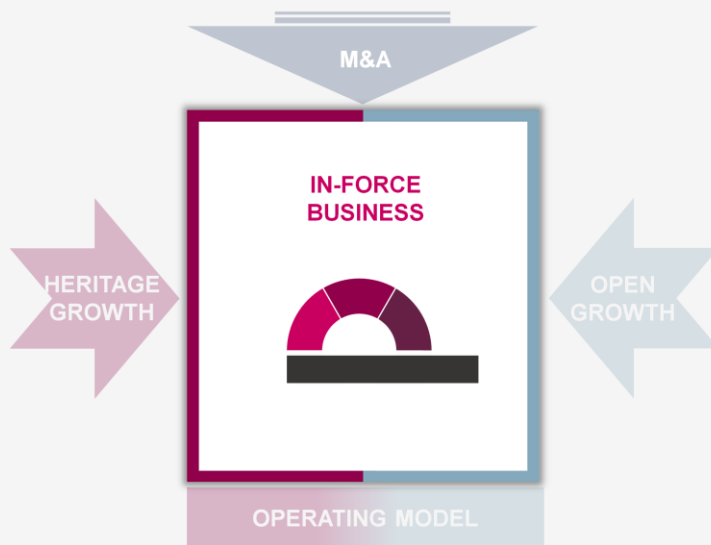 M&A
IN-FORCE
BUSINESS
HERITAGE
GROWTH
OPEN
GROWTH
OPERATING MODEL